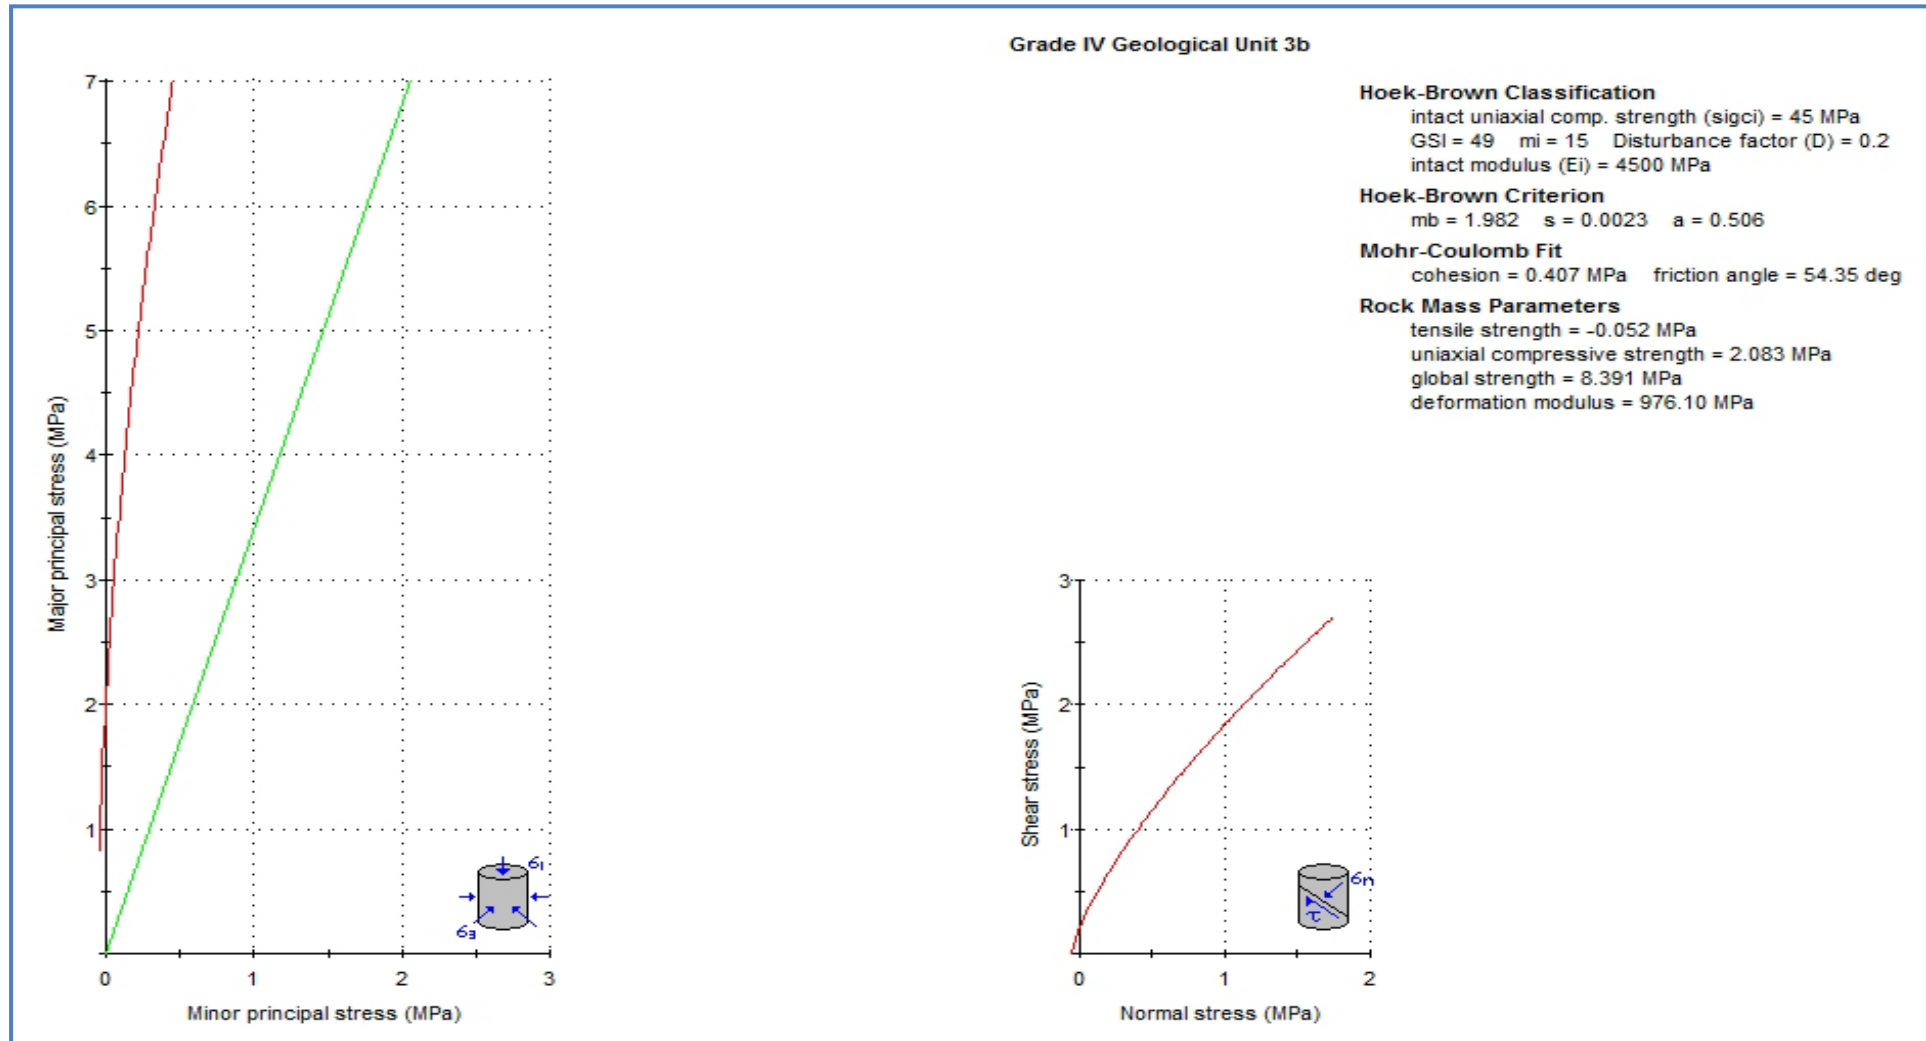 Grade IV Geological Unit 3b
7
6
5
4
3
2
1
0 1 2 3
Major principal stress (MPa)
Minor principal stress (MPa)
σ1
σ3
Hoek-Brown Classification
intact uniaxial comp. strength (sigci) = 45 MPa
GSI = 49 mi = 15 Disturbance factor (D) = 0.2
intact modulus (Ei) = 4500 MPa
Hoek-Brown Criterion
mb = 1.982 s = 0.0023 a = 0.506
Mohr-Coulomb Fit
cohesion = 0.407 MPa friction angle = 54.35 deg
Rock Mass Parameters
tensile strength = -0.052 MPa
uniaxial compressive strength = 2.083 MPa
global strength = 8.391 MPa
deformation modulus = 976.10 MPa
3
2
1
0 1 2
Shear stress (MPa)
Normal stress (MPa)
σn
τ